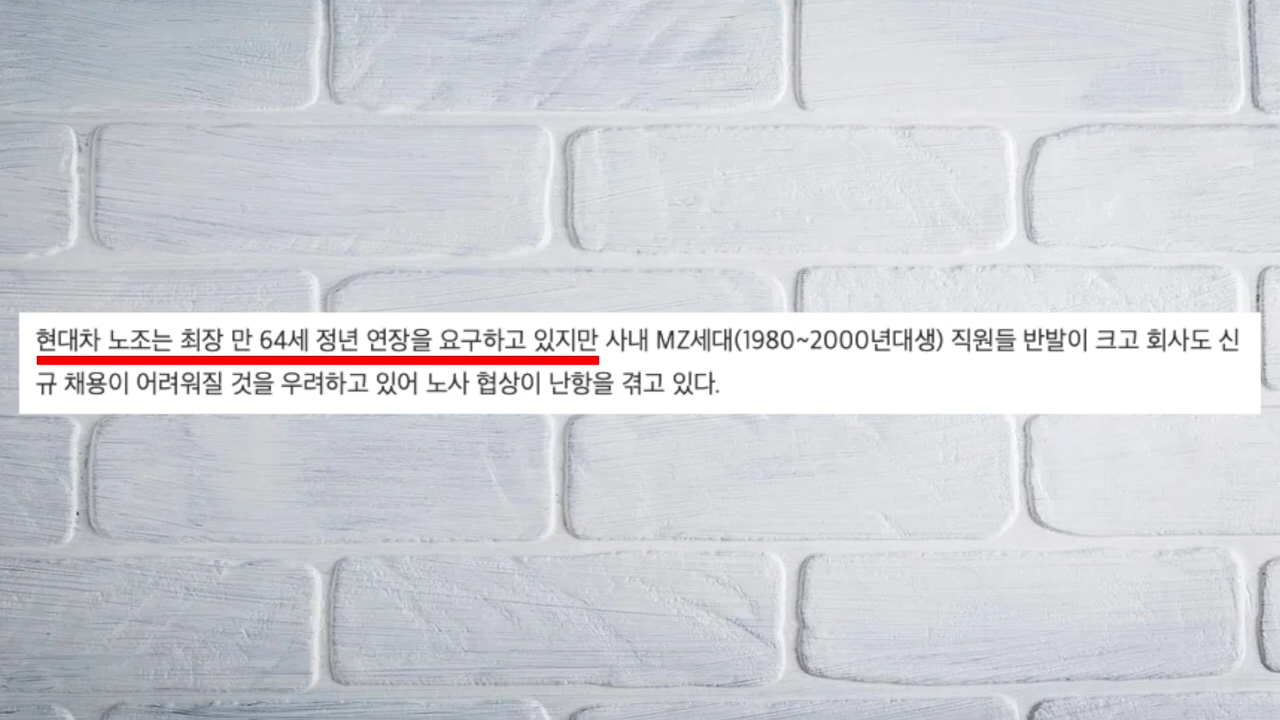 현대차 노조는 최장 만 64세 정년 연장을 요구하고 있지만 사내 MZ세대(1980~2000년대생) 직원들 반발이 크고 회사도 신
규 채용이 어려워질 것을 우려하고 있어 노사 협상이 난항을 겪고 있다.